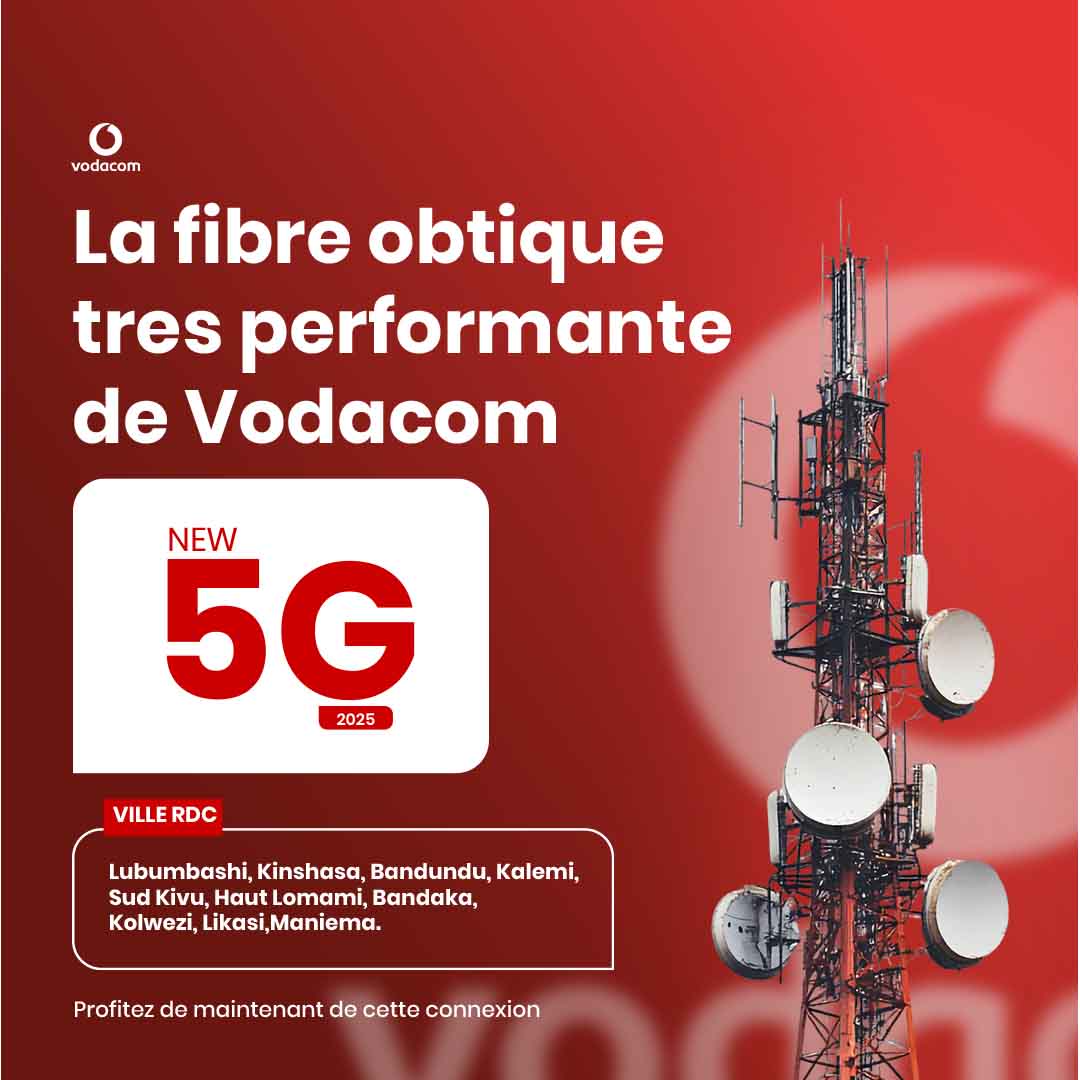 vodacom
La fibre obtique
tres performante
de Vodacom
NEW
5G
2025
VILLE RDC
Lubumbashi, Kinshasa, Bandundu, Kalemi,
Sud Kivu, Haut Lomami, Bandaka,
Kolwezi, Likasi,Maniema.
Profitez de maintenant de cette connexion
voda